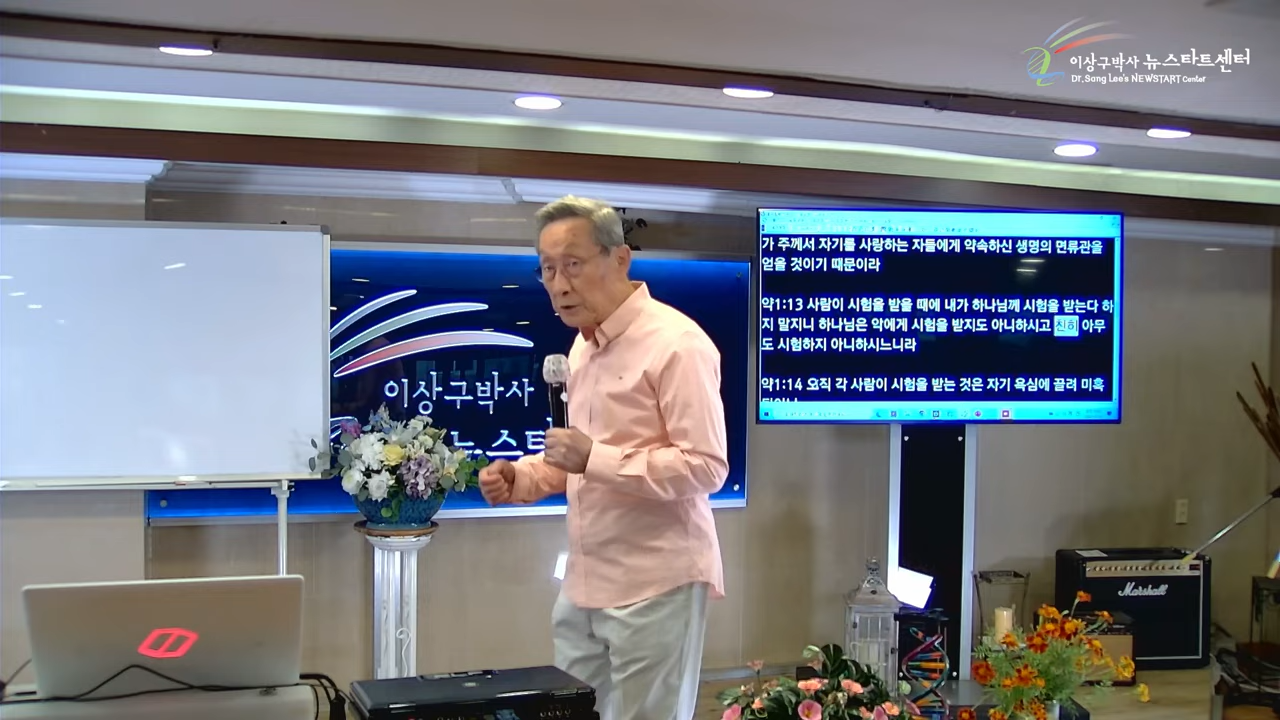 이상구박사 뉴스타트센터
Dr. Sang Lee's NEWSTART Center
가 주께서 자기를 사랑하는 자들에게 약속하신 생명의 면류관을
얻을 것이기 때문이라
약1:13 사람이 시험을 받을 때에 내가 하나님께 시험을 받는다 하
지 말지니 하나님은 악에게 시험을 받지도 아니하시고 친히 아무
도 시험하지 아니하시느니라
약1:14 오직 각 사람이 시험을 받는 것은 자기 욕심에 끌려 미혹
이상구박사
뉴스타
Marshall